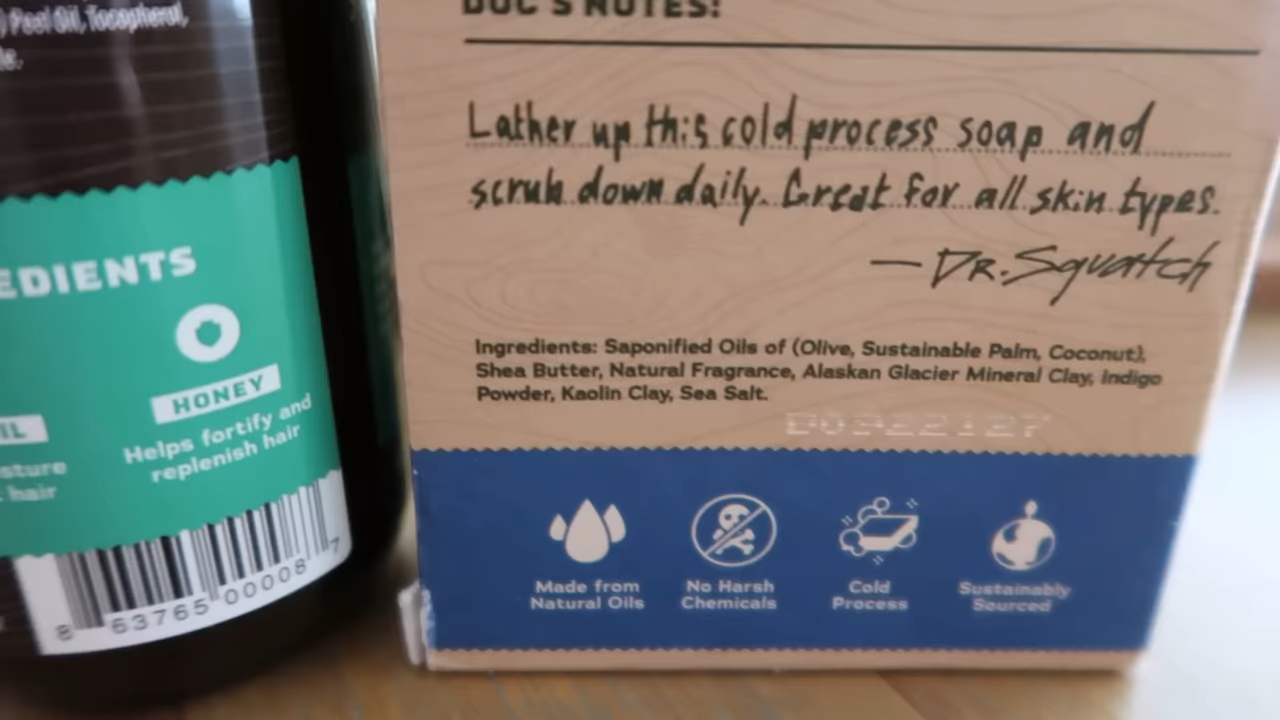 ) Peel Oil, Tocopherol,
EDIENTS
HONEY
Helps fortify and
replenish hair
IL
sture
hair
8 63765 00008 7
DOC'S NOTES:
Lather up this cold process soap and
scrub down daily. Great for all skin types.
— DR. Squatch
Ingredients: Saponified Oils of (Olive, Sustainable Palm, Coconut),
Shea Butter, Natural Fragrance, Alaskan Glacier Mineral Clay, Indigo
Powder, Kaolin Clay, Sea Salt.
Made from
Natural Oils
No Harsh
Chemicals
Cold
Process
Sustainably
Sourced